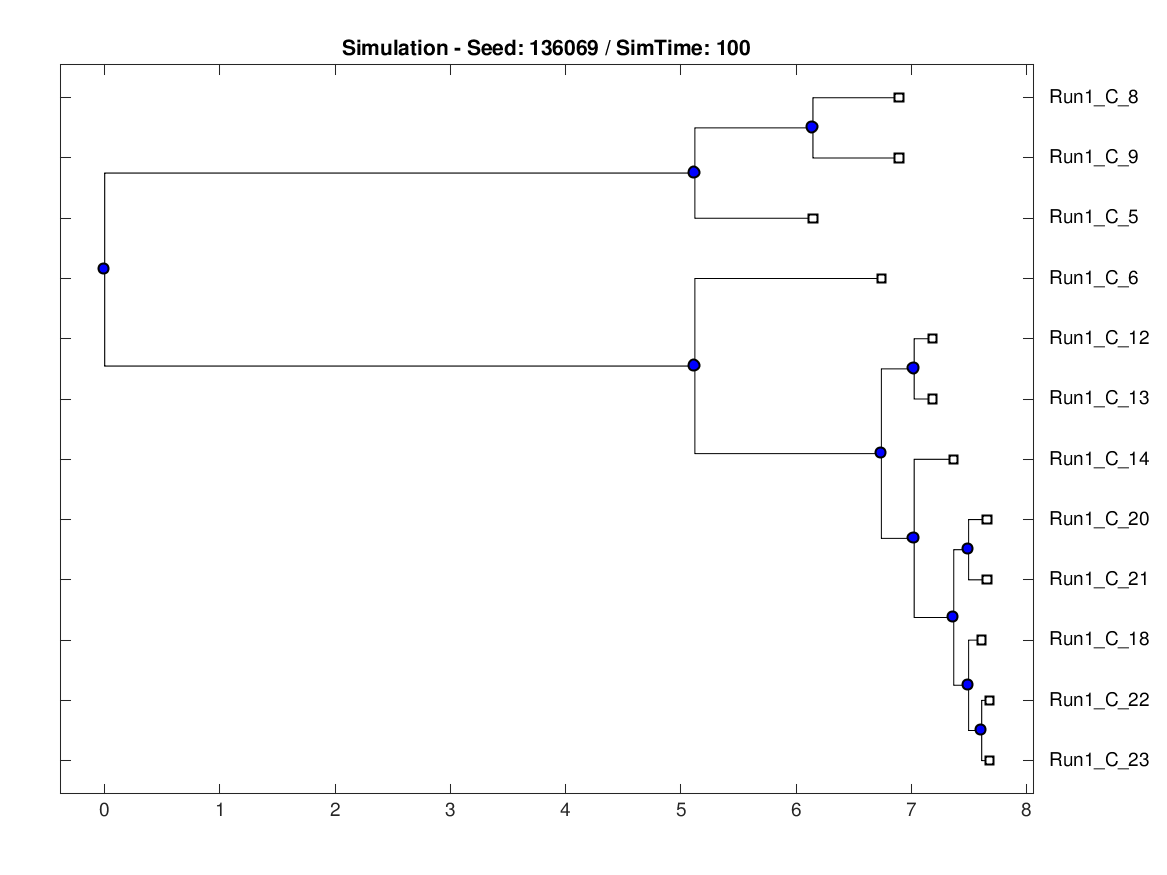 Simulation - Seed: 136069 / SimTime: 100
Run1_C_8
Run1_C_9
Run1_C_5
Run1_C_6
Run1_C_12
Run1_C_13
Run1_C_14
Run1_C_20
Run1_C_21
Run1_C_18
Run1_C_22
Run1_C_23
0 1 2 3 4 5 6 7 8